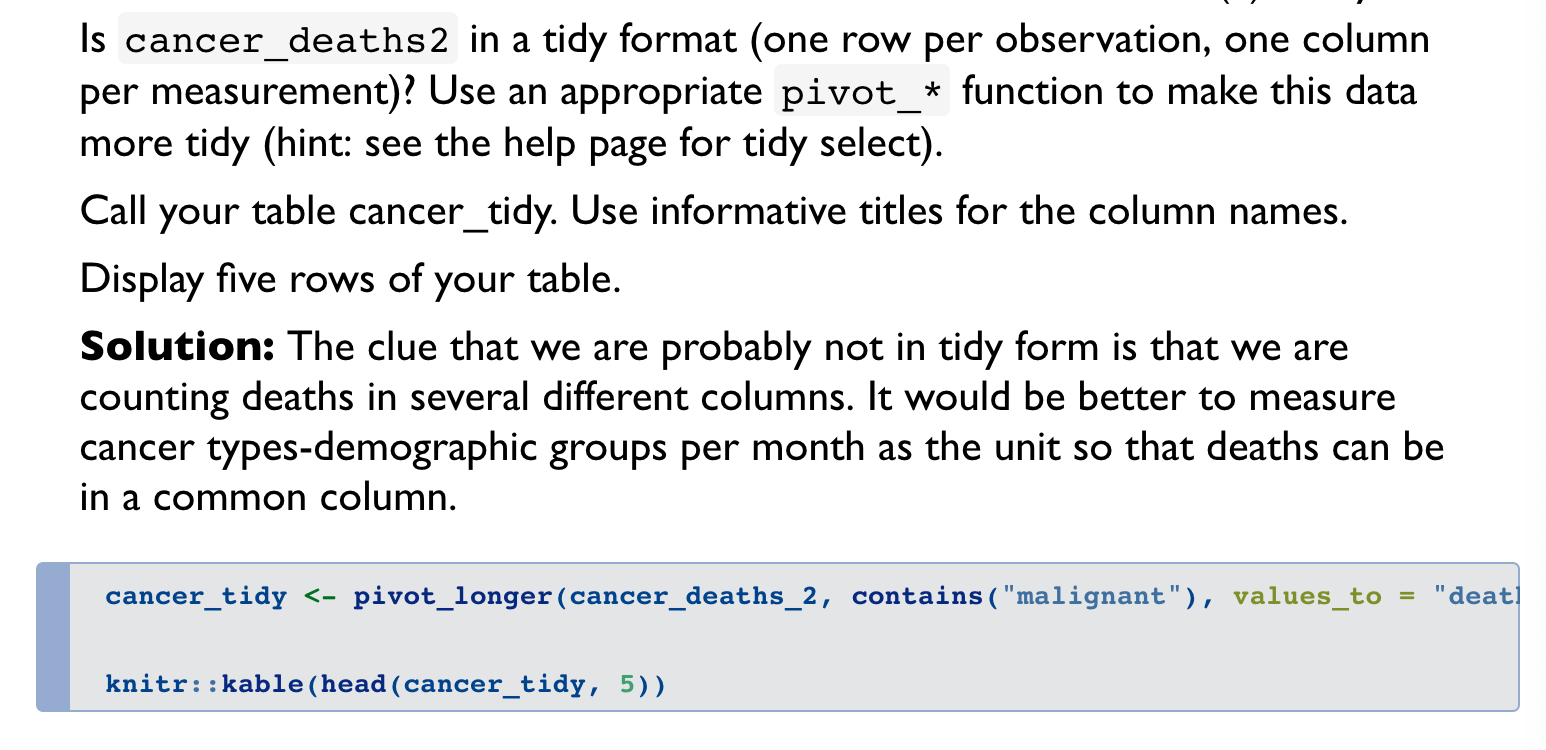 Is cancer_deaths2 in a tidy format (one row per observation, one column
per measurement)? Use an appropriate pivot_* function to make this data
more tidy (hint: see the help page for tidy select).
Call your table cancer_tidy. Use informative titles for the column names.
Display five rows of your table.
Solution: The clue that we are probably not in tidy form is that we are
counting deaths in several different columns. It would be better to measure
cancer types-demographic groups per month as the unit so that deaths can be
in a common column.
cancer_tidy <- pivot_longer(cancer_deaths_2, contains("malignant"), values_to = "deat
knitr::kable(head(cancer_tidy, 5))